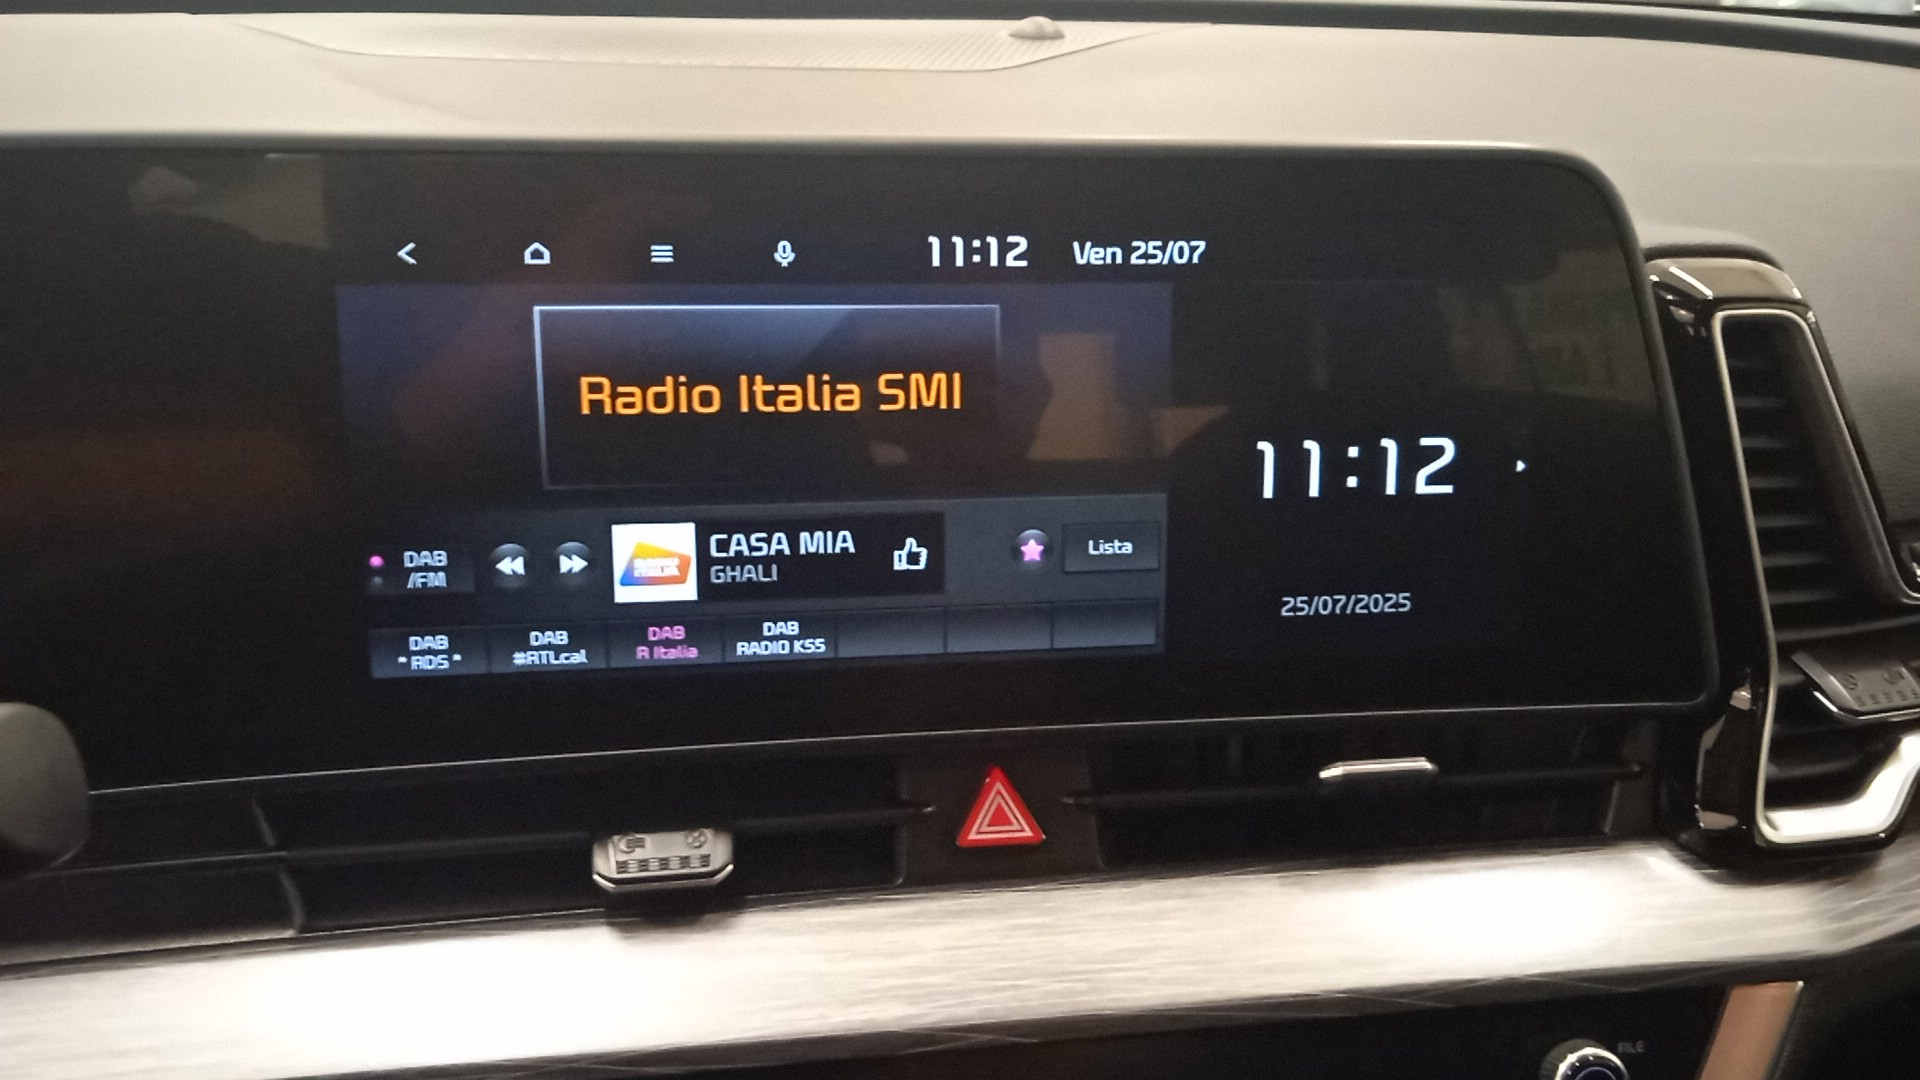 11:12 Ven 25/07
Radio Italia SMI
11:12
25/07/2025
DAB
/FM
CASA MIA
GHALI
Lista
DAB
" RDS "
DAB
#RTLcal
DAB
R Italia
DAB
RADIO KSS
FILE